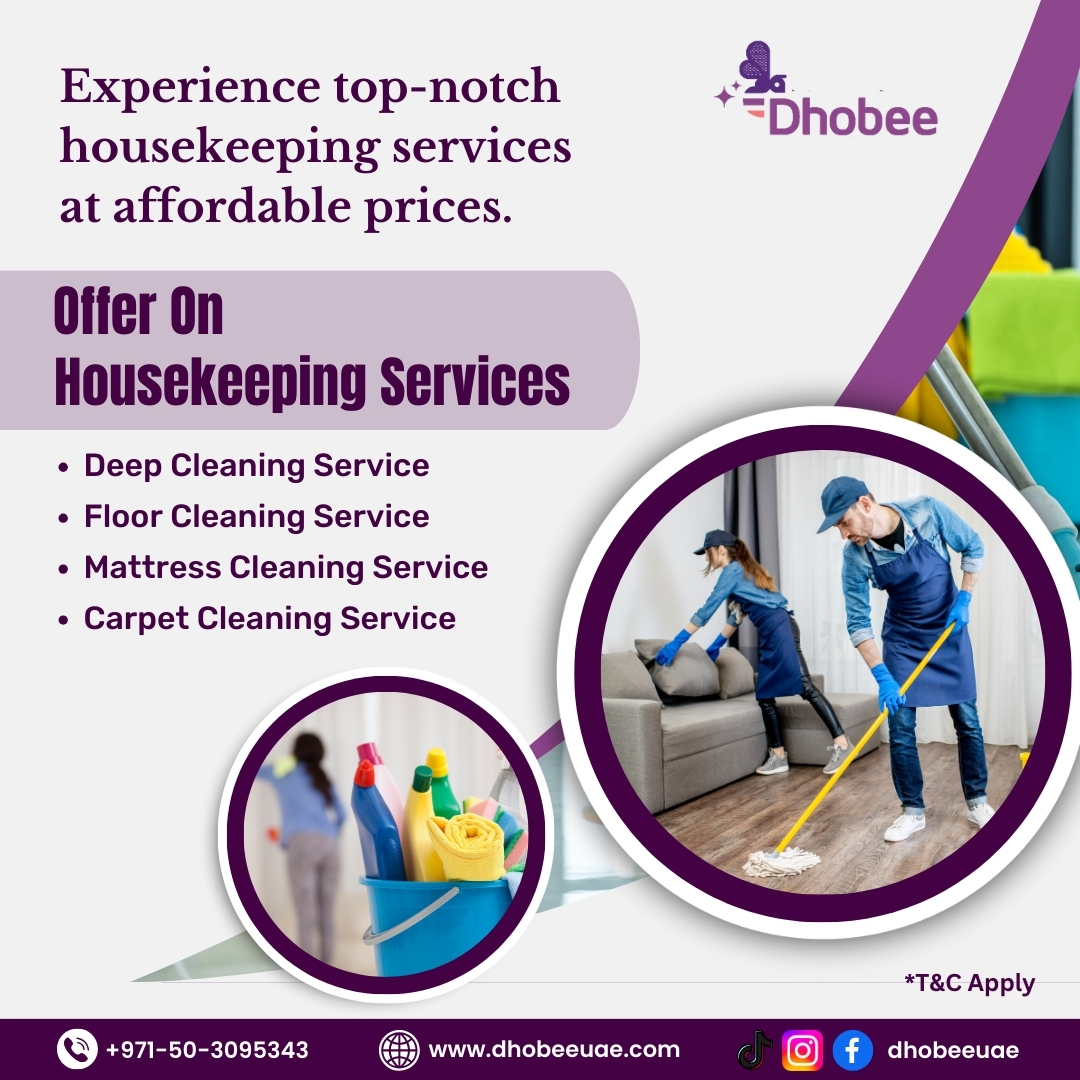 Dhobee
Experience top-notch
housekeeping services
at affordable prices.
Offer On
Housekeeping Services
• Deep Cleaning Service
• Floor Cleaning Service
• Mattress Cleaning Service
• Carpet Cleaning Service
*T&C Apply
+971-50-3095343
www.dhobeeuae.com
dhobeeuae